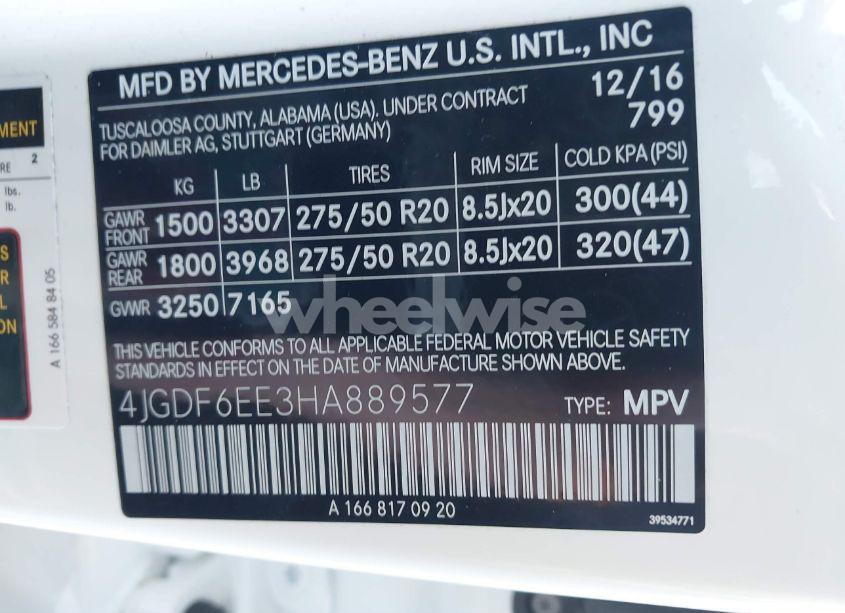 MFD BY MERCEDES-BENZ U.S. INTL., INC
TUSCALOOSA COUNTY, ALABAMA (USA). UNDER CONTRACT 12/16
FOR DAIMLER AG, STUTTGART (GERMANY) 799
KG LB TIRES RIM SIZE COLD KPA (PSI)
GAWR FRONT 1500 3307 275/50 R20 8.5Jx20 300(44)
GAWR REAR 1800 3968 275/50 R20 8.5Jx20 320(47)
GVWR 3250 7165
wheelwise
THIS VEHICLE CONFORMS TO ALL APPLICABLE FEDERAL MOTOR VEHICLE SAFETY
STANDARDS IN EFFECT ON THE DATE OF MANUFACTURE SHOWN ABOVE.
4JGDF6EE3HA889577 TYPE: MPV
A 166 817 09 20
39534771
2
lbs.
lb.
A 166 584 84 05